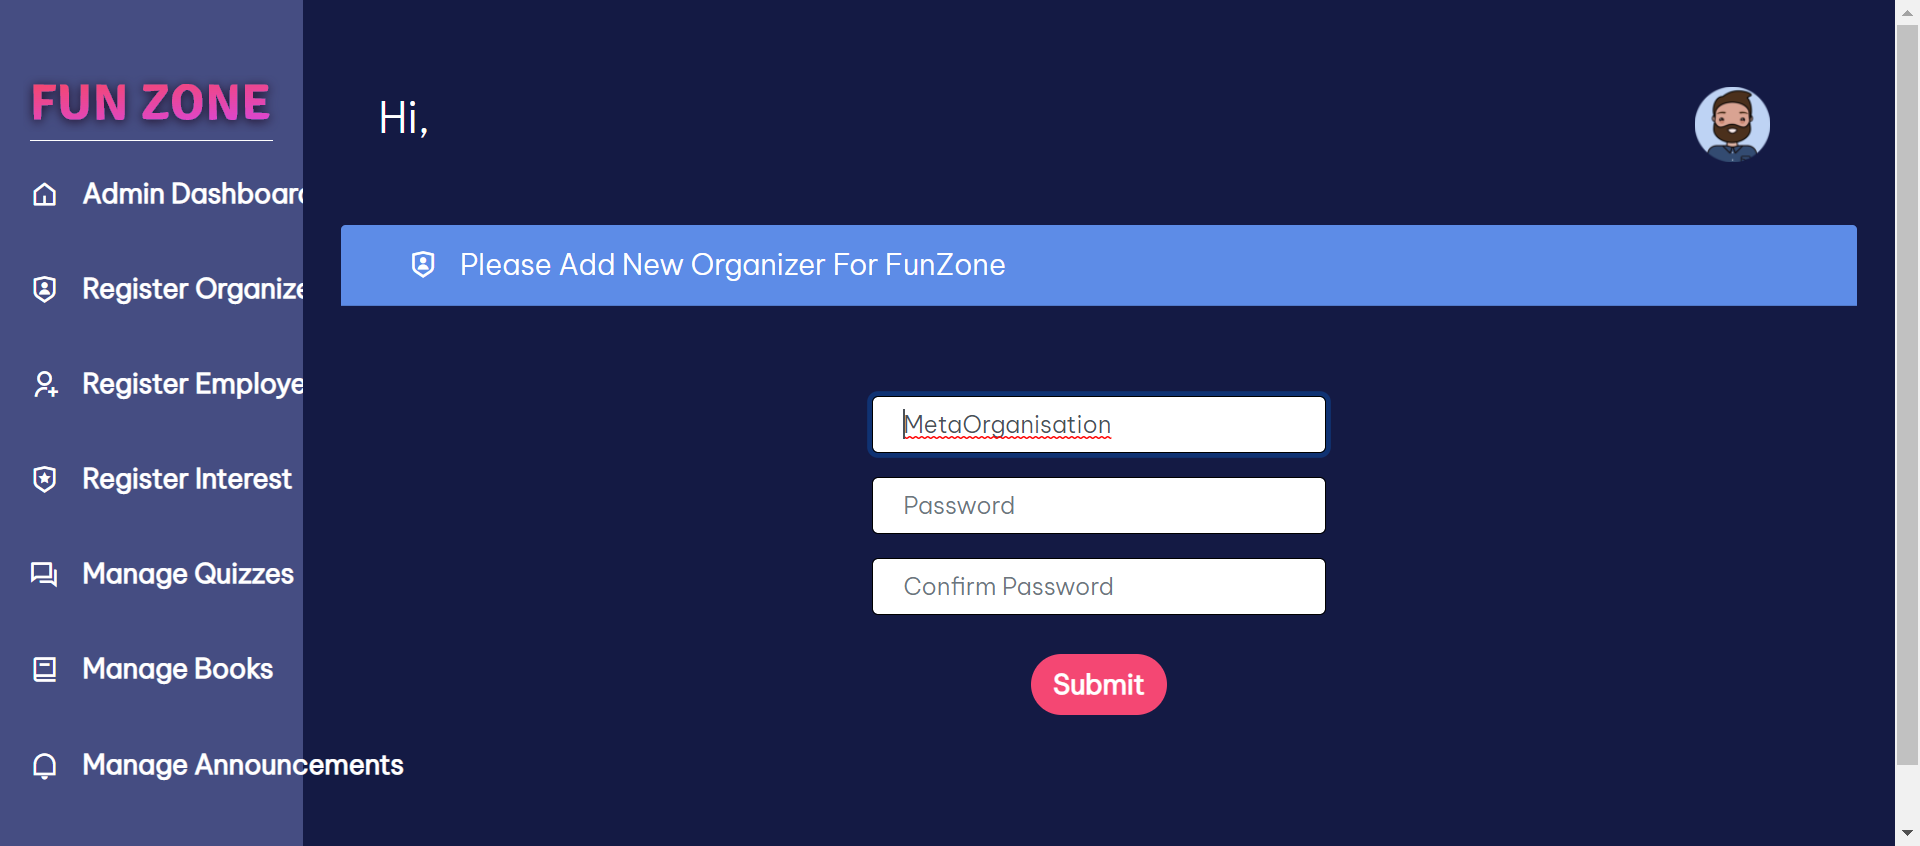 FUN ZONE
Admin Dashboard
Register Organize
Register Employe
Register Interest
Manage Quizzes
Manage Books
Manage Announcements
Hi,
Please Add New Organizer For FunZone
MetaOrganisation
Password
Confirm Password
Submit